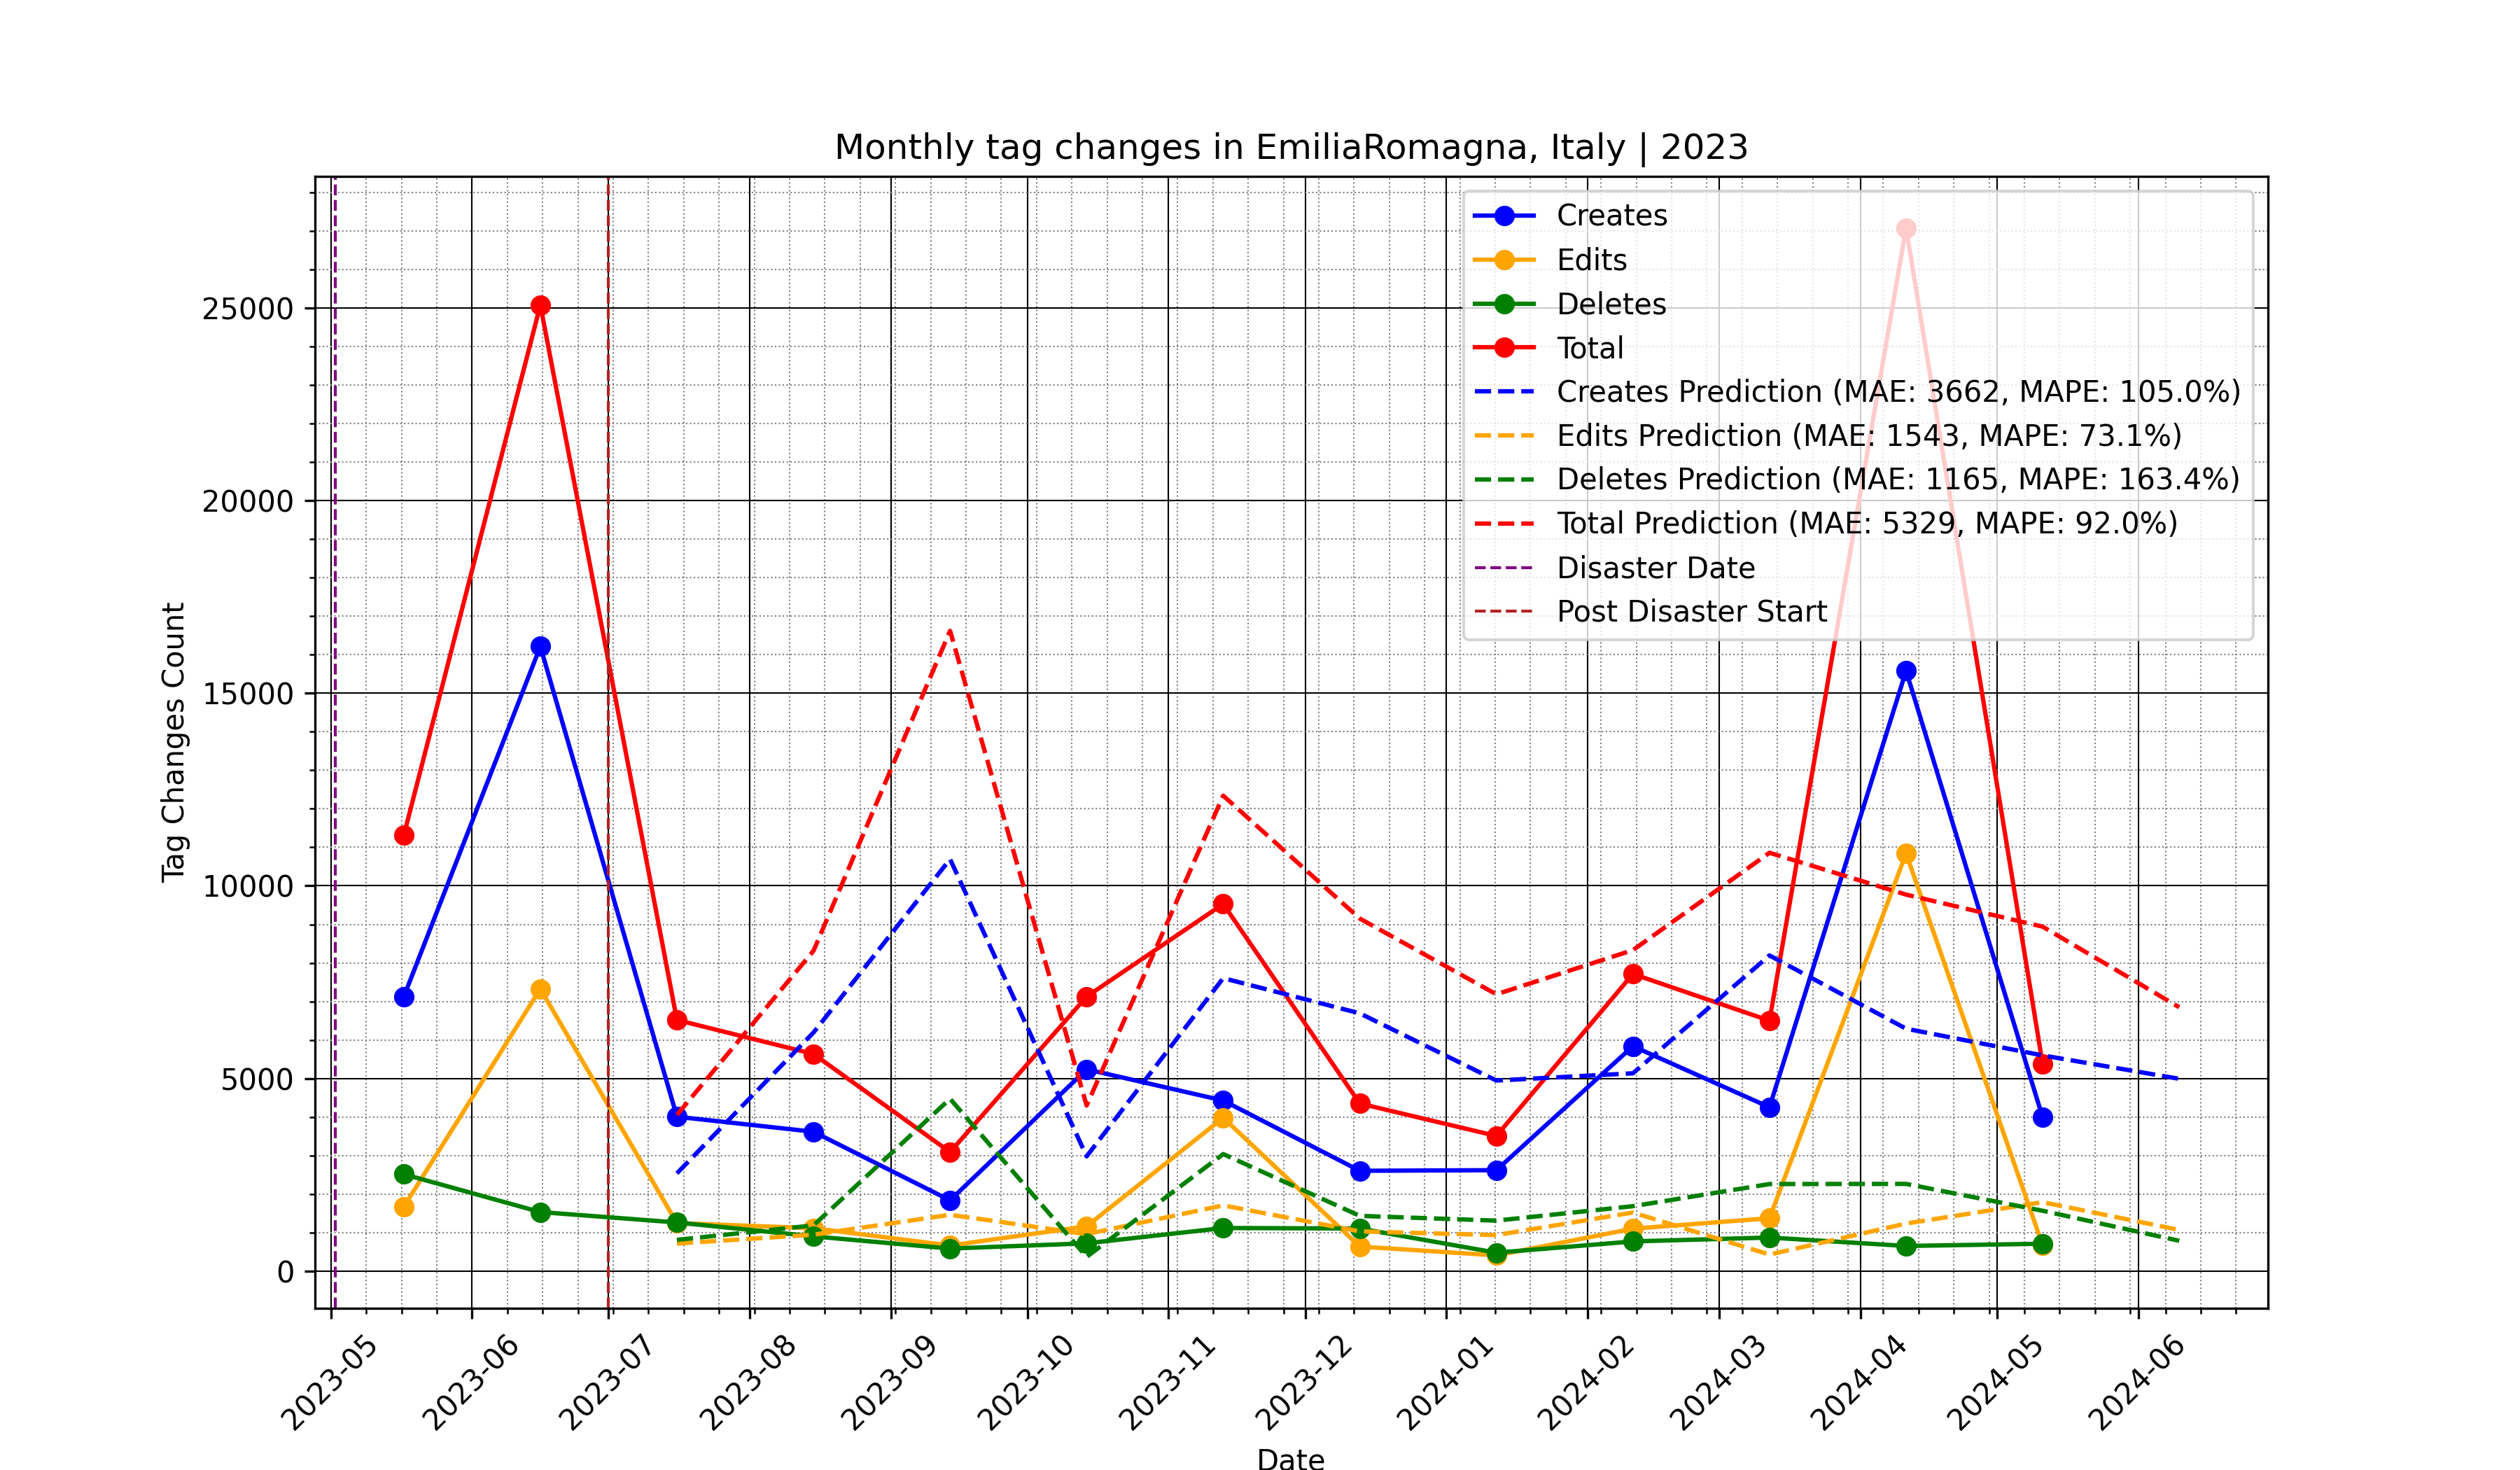 Monthly tag changes in EmiliaRomagna, Italy | 2023
Creates
Edits
Deletes
Total
Creates Prediction (MAE: 3662, MAPE: 105.0%)
Edits Prediction (MAE: 1543, MAPE: 73.1%)
Deletes Prediction (MAE: 1165, MAPE: 163.4%)
Total Prediction (MAE: 5329, MAPE: 92.0%)
Disaster Date
Post Disaster Start
Tag Changes Count
25000
20000
15000
10000
5000
0
2023-05
2023-06
2023-07
2023-08
2023-09
2023-10
2023-11
2023-12
2024-01
2024-02
2024-03
2024-04
2024-05
2024-06
Date